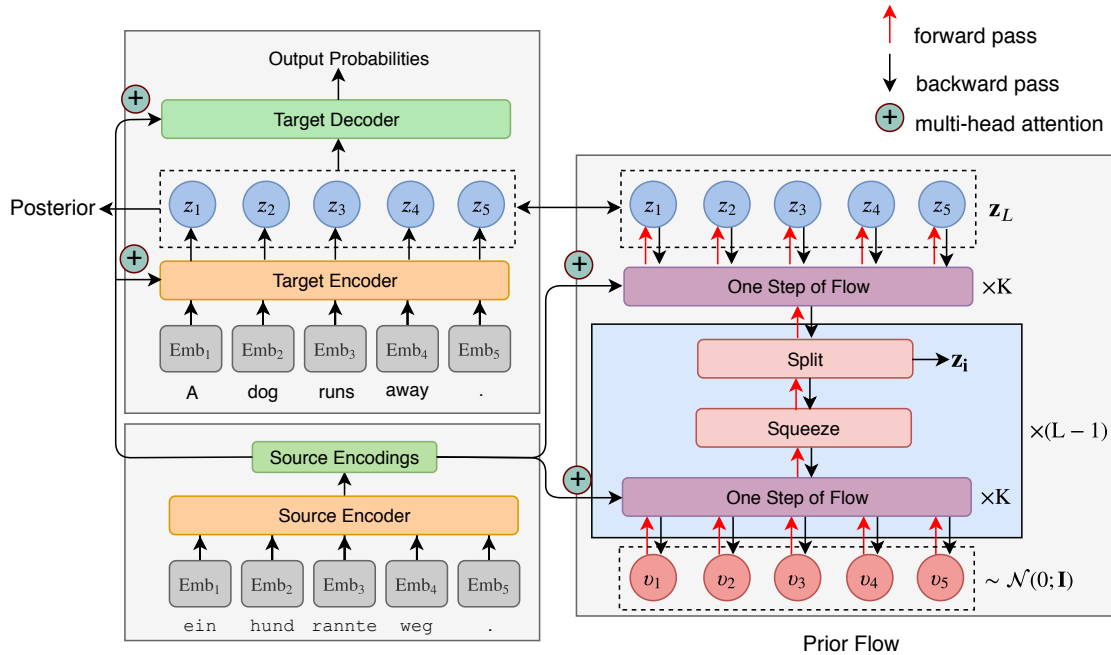 forward pass
backward pass
+ multi-head attention
Output Probabilities
+
Target Decoder
Posterior
z1 z2 z3 z4 z5
+
Target Encoder
Emb1 Emb2 Emb3 Emb4 Emb5
A dog runs away .
Source Encodings
Source Encoder
Emb1 Emb2 Emb3 Emb4 Emb5
ein hund rannte weg .
z1 z2 z3 z4 z5 z_L
+
One Step of Flow ×K
Split z_i
Squeeze
×(L − 1)
+
One Step of Flow ×K
υ1 υ2 υ3 υ4 υ5 ∼ 𝒩(0; I)
Prior Flow